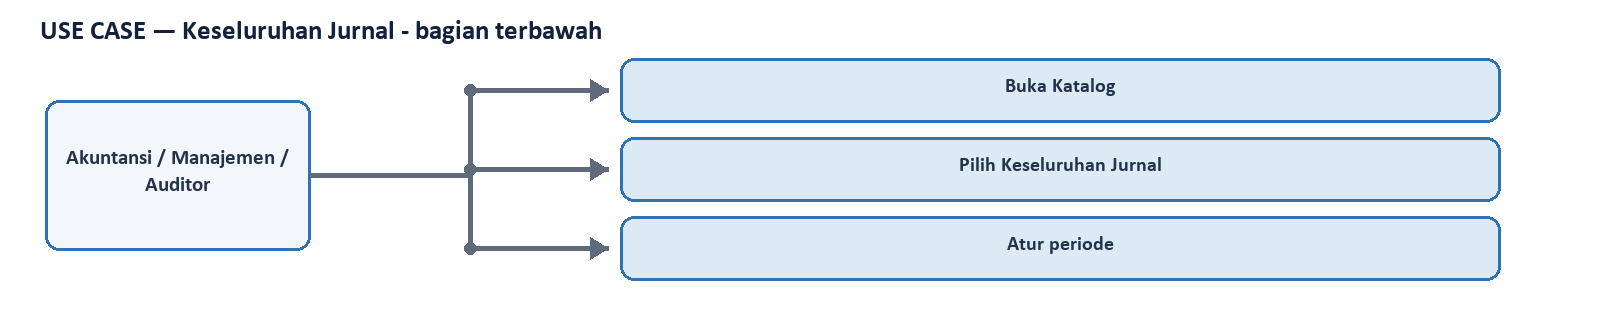 USE CASE — Keseluruhan Jurnal - bagian terbawah
Akuntansi / Manajemen /
Auditor
Buka Katalog
Pilih Keseluruhan Jurnal
Atur periode